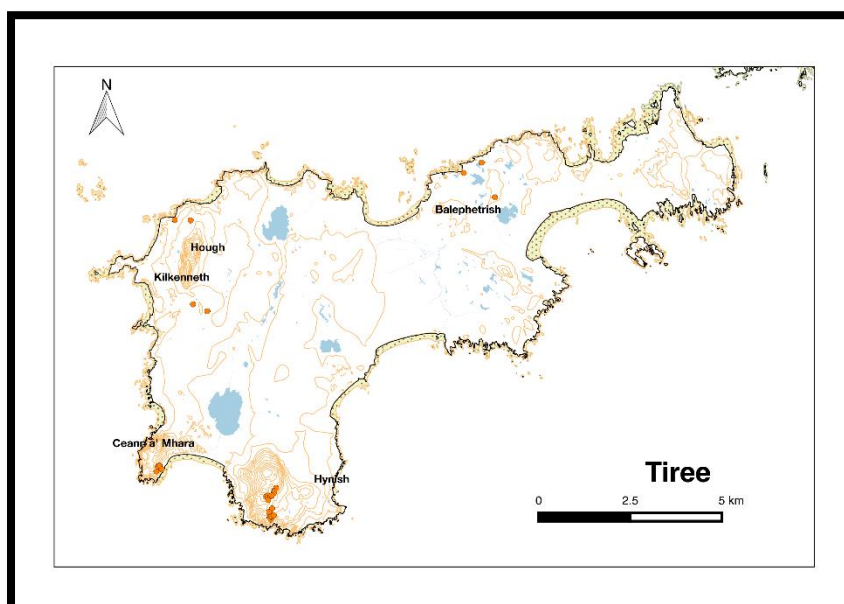 N
Balephetrish
Hough
Kilkenneth
Ceann a' Mhara
Hynish
Tiree
0 2.5 5 km